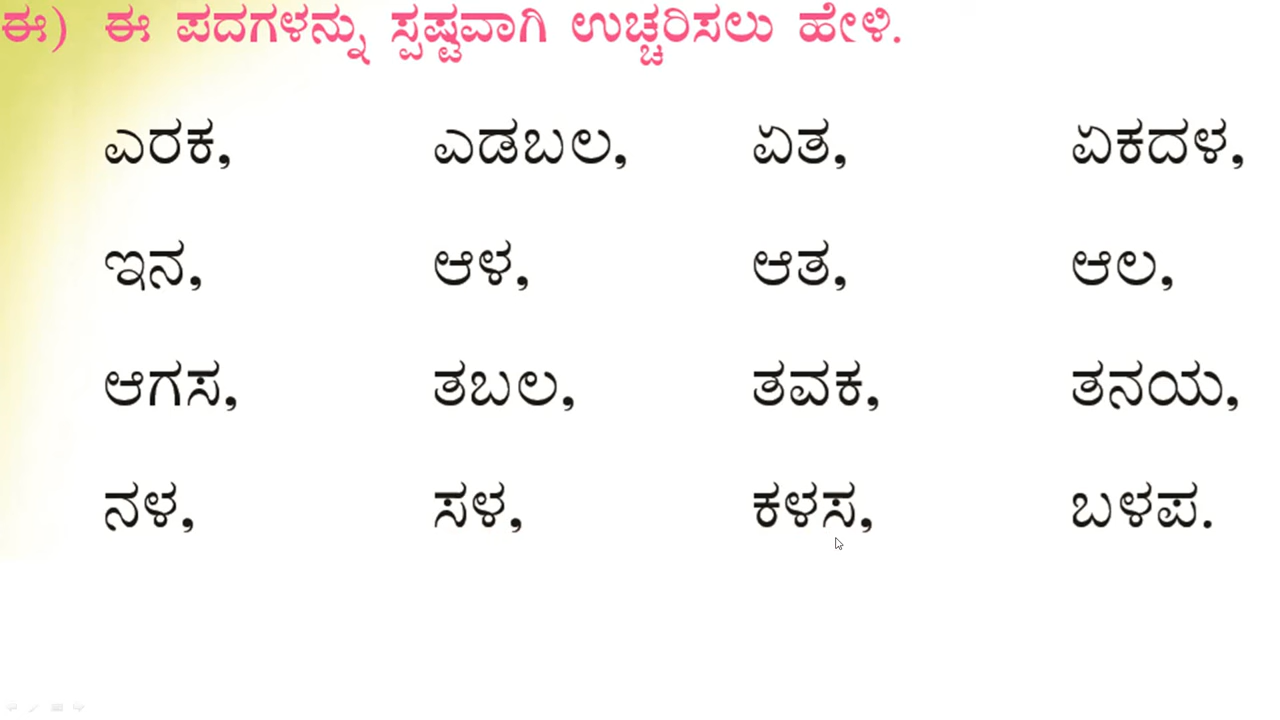 ಈ) ಈ ಪದಗಳನ್ನು ಸ್ಪಷ್ಟವಾಗಿ ಉಚ್ಚರಿಸಲು ಹೇಳಿ.
ಎರಕ, ಎಡಬಲ, ಏತ, ಏಕದಳ,
ಇನ, ಆಳ, ಆತ, ಆಲ,
ಆಗಸ, ತಬಲ, ತವಕ, ತನಯ,
ನಳ, ಸಳ, ಕಳಸ, ಬಳಪ.